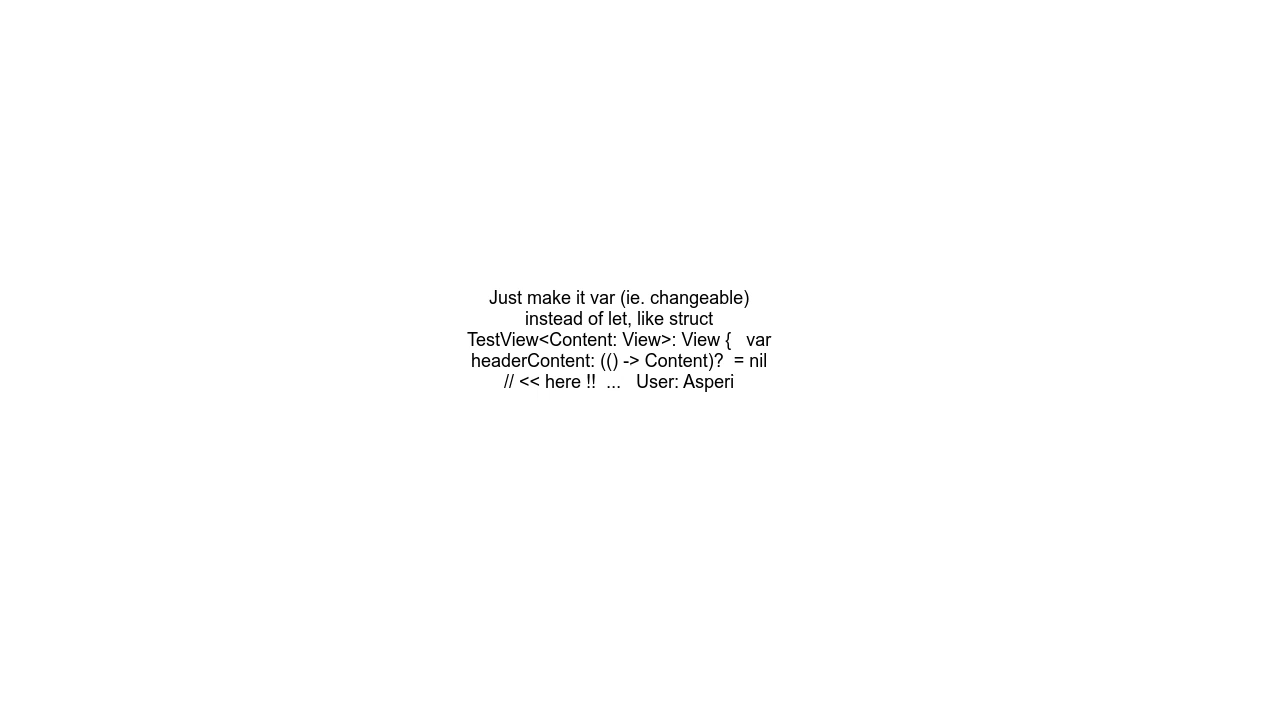 Just make it var (ie. changeable)
instead of let, like struct
TestView<Content: View>: View {   var
headerContent: (() -> Content)?  = nil
// << here !!  ...   User: Asperi